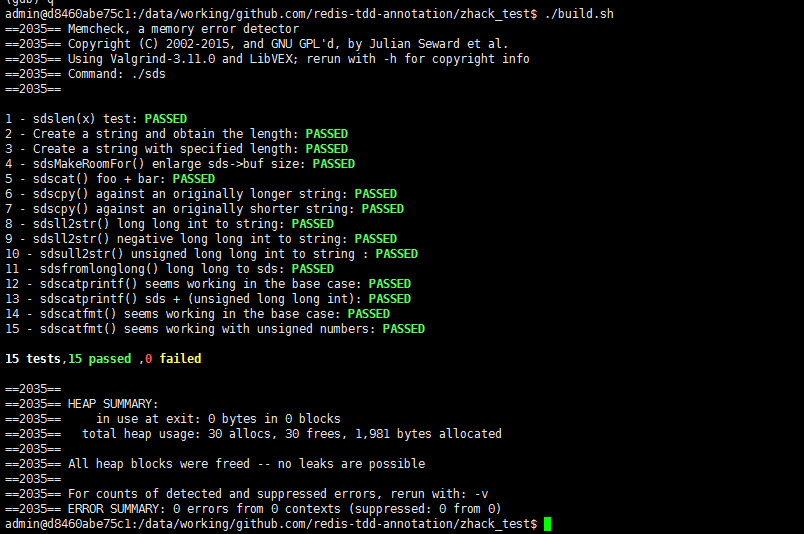 (gdb) q
admin@d8460abe75c1:/data/working/github.com/redis-tdd-annotation/zhack_test$ ./build.sh
==2035== Memcheck, a memory error detector
==2035== Copyright (C) 2002-2015, and GNU GPL'd, by Julian Seward et al.
==2035== Using Valgrind-3.11.0 and LibVEX; rerun with -h for copyright info
==2035== Command: ./sds
==2035==
1 - sdslen(x) test: PASSED
2 - Create a string and obtain the length: PASSED
3 - Create a string with specified length: PASSED
4 - sdsMakeRoomFor() enlarge sds->buf size: PASSED
5 - sdscat() foo + bar: PASSED
6 - sdscpy() against an originally longer string: PASSED
7 - sdscpy() against an originally shorter string: PASSED
8 - sdsll2str() long long int to string: PASSED
9 - sdsll2str() negative long long int to string: PASSED
10 - sdsull2str() unsigned long long int to string : PASSED
11 - sdsfromlonglong() long long to sds: PASSED
12 - sdscatprintf() seems working in the base case: PASSED
13 - sdscatprintf() sds + (unsigned long long int): PASSED
14 - sdscatfmt() seems working in the base case: PASSED
15 - sdscatfmt() seems working with unsigned numbers: PASSED
15 tests,15 passed ,0 failed
==2035==
==2035== HEAP SUMMARY:
==2035==     in use at exit: 0 bytes in 0 blocks
==2035==   total heap usage: 30 allocs, 30 frees, 1,981 bytes allocated
==2035==
==2035== All heap blocks were freed -- no leaks are possible
==2035==
==2035== For counts of detected and suppressed errors, rerun with: -v
==2035== ERROR SUMMARY: 0 errors from 0 contexts (suppressed: 0 from 0)
admin@d8460abe75c1:/data/working/github.com/redis-tdd-annotation/zhack_test$